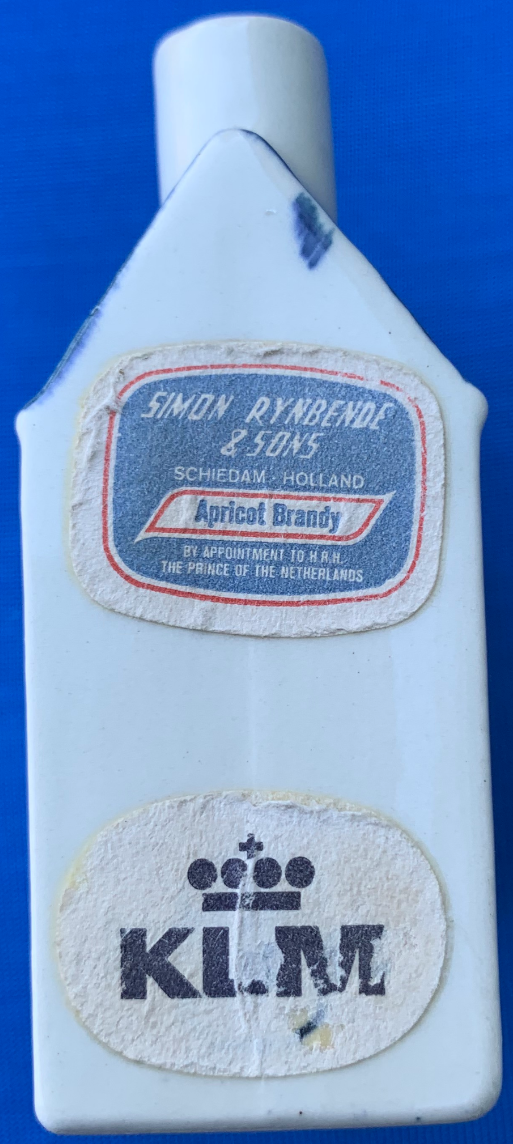 SIMON RYNBENDE
& SONS
SCHIEDAM . HOLLAND
Apricot Brandy
BY APPOINTMENT TO H.R.H.
THE PRINCE OF THE NETHERLANDS
KLM